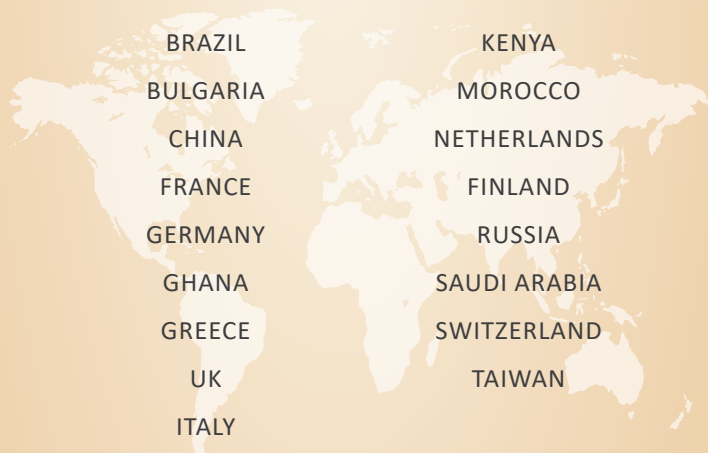 BRAZIL
BULGARIA
CHINA
FRANCE
GERMANY
GHANA
GREECE
UK
ITALY
KENYA
MOROCCO
NETHERLANDS
FINLAND
RUSSIA
SAUDI ARABIA
SWITZERLAND
TAIWAN